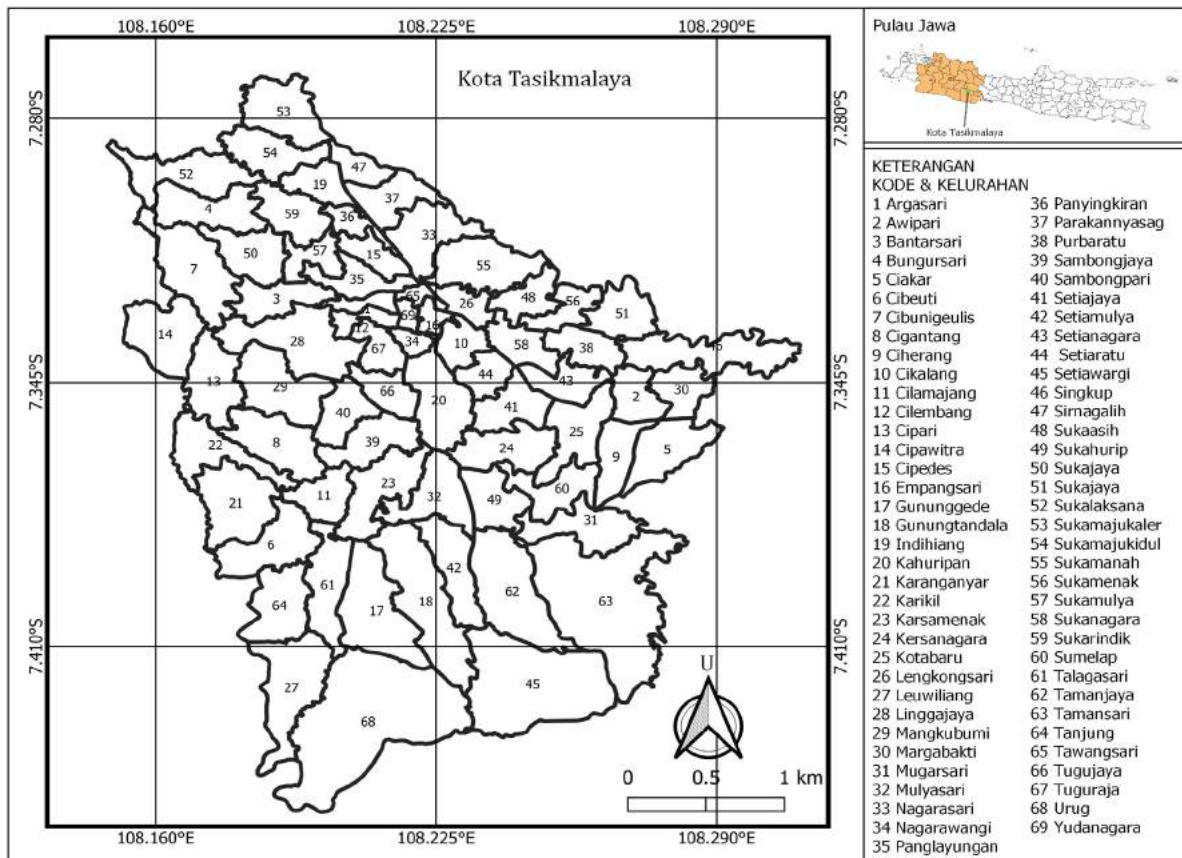 108.160°E 108.225°E 108.290°E
Kota Tasikmalaya
7.280°S 7.280°S
7.345°S 7.345°S
7.410°S 7.410°S
53
54
47
52
19
37
4
59
36
33
57
15
50
55
7
35
3
65
26
48
56
51
69
16
12
14
28
34
10
58
38
67
44
43
13
29
66
20
2
30
40
41
25
22
8
39
24
9
5
23
11
32
49
60
21
31
6
42
61
62
64
17
18
63
27
45
68
U
0 0.5 1 km
108.160°E 108.225°E 108.290°E
Pulau Jawa
Kota Tasikmalaya
KETERANGAN
KODE & KELURAHAN
1 Argasari
2 Awipari
3 Bantarsari
4 Bungursari
5 Ciakar
6 Cibeuti
7 Cibunigeulis
8 Cigantang
9 Ciherang
10 Cikalang
11 Cilamajang
12 Cilembang
13 Cipari
14 Cipawitra
15 Cipedes
16 Empangsari
17 Gununggede
18 Gunungtandala
19 Indihiang
20 Kahuripan
21 Karanganyar
22 Karikil
23 Karsamenak
24 Kersanagara
25 Kotabaru
26 Lengkongsari
27 Leuwiliang
28 Linggajaya
29 Mangkubumi
30 Margabakti
31 Mugarsari
32 Mulyasari
33 Nagarasari
34 Nagarawangi
35 Panglayungan
36 Panyingkiran
37 Parakannyasag
38 Purbaratu
39 Sambongjaya
40 Sambongpari
41 Setiajaya
42 Setiamulya
43 Setianagara
44 Setiaratu
45 Setiawargi
46 Singkup
47 Sirnagalih
48 Sukaasih
49 Sukahurip
50 Sukajaya
51 Sukajaya
52 Sukalaksana
53 Sukamajukaler
54 Sukamajukidul
55 Sukamanah
56 Sukamenak
57 Sukamulya
58 Sukanagara
59 Sukarindik
60 Sumelap
61 Talagasari
62 Tamanjaya
63 Tamansari
64 Tanjung
65 Tawangsari
66 Tugujaya
67 Tuguraja
68 Urug
69 Yudanagara